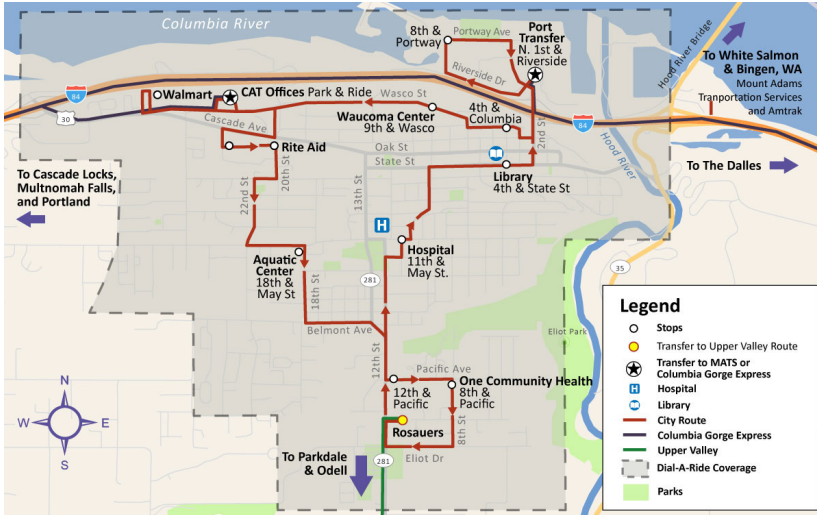 Columbia River
8th &
Portway
Portway Ave
Port
Transfer
N. 1st &
Riverside
Riverside Dr
Hood River Bridge
To White Salmon
& Bingen, WA
Mount Adams
Tranportation Services
and Amtrak
84
Walmart
CAT Offices Park & Ride
Wasco St
30
Waucoma Center
9th & Wasco
4th &
Columbia
2nd St
84
Cascade Ave
Rite Aid
Oak St
State St
Library
4th & State St
Hood River
To The Dalles
To Cascade Locks,
Multnomah Falls,
and Portland
22nd St
20th St
13th St
H
Hospital
11th &
May St.
Aquatic
Center
18th &
May St
18th St
281
35
Belmont Ave
12th St
Eliot Park
Pacific Ave
One Community Health
12th &
Pacific
8th &
Pacific
8th St
Rosauers
Eliot Dr
281
To Parkdale
& Odell
N
W
E
S
Legend
Stops
Transfer to Upper Valley Route
Transfer to MATS or
Columbia Gorge Express
H
Hospital
Library
City Route
Columbia Gorge Express
Upper Valley
Dial-A-Ride Coverage
Parks